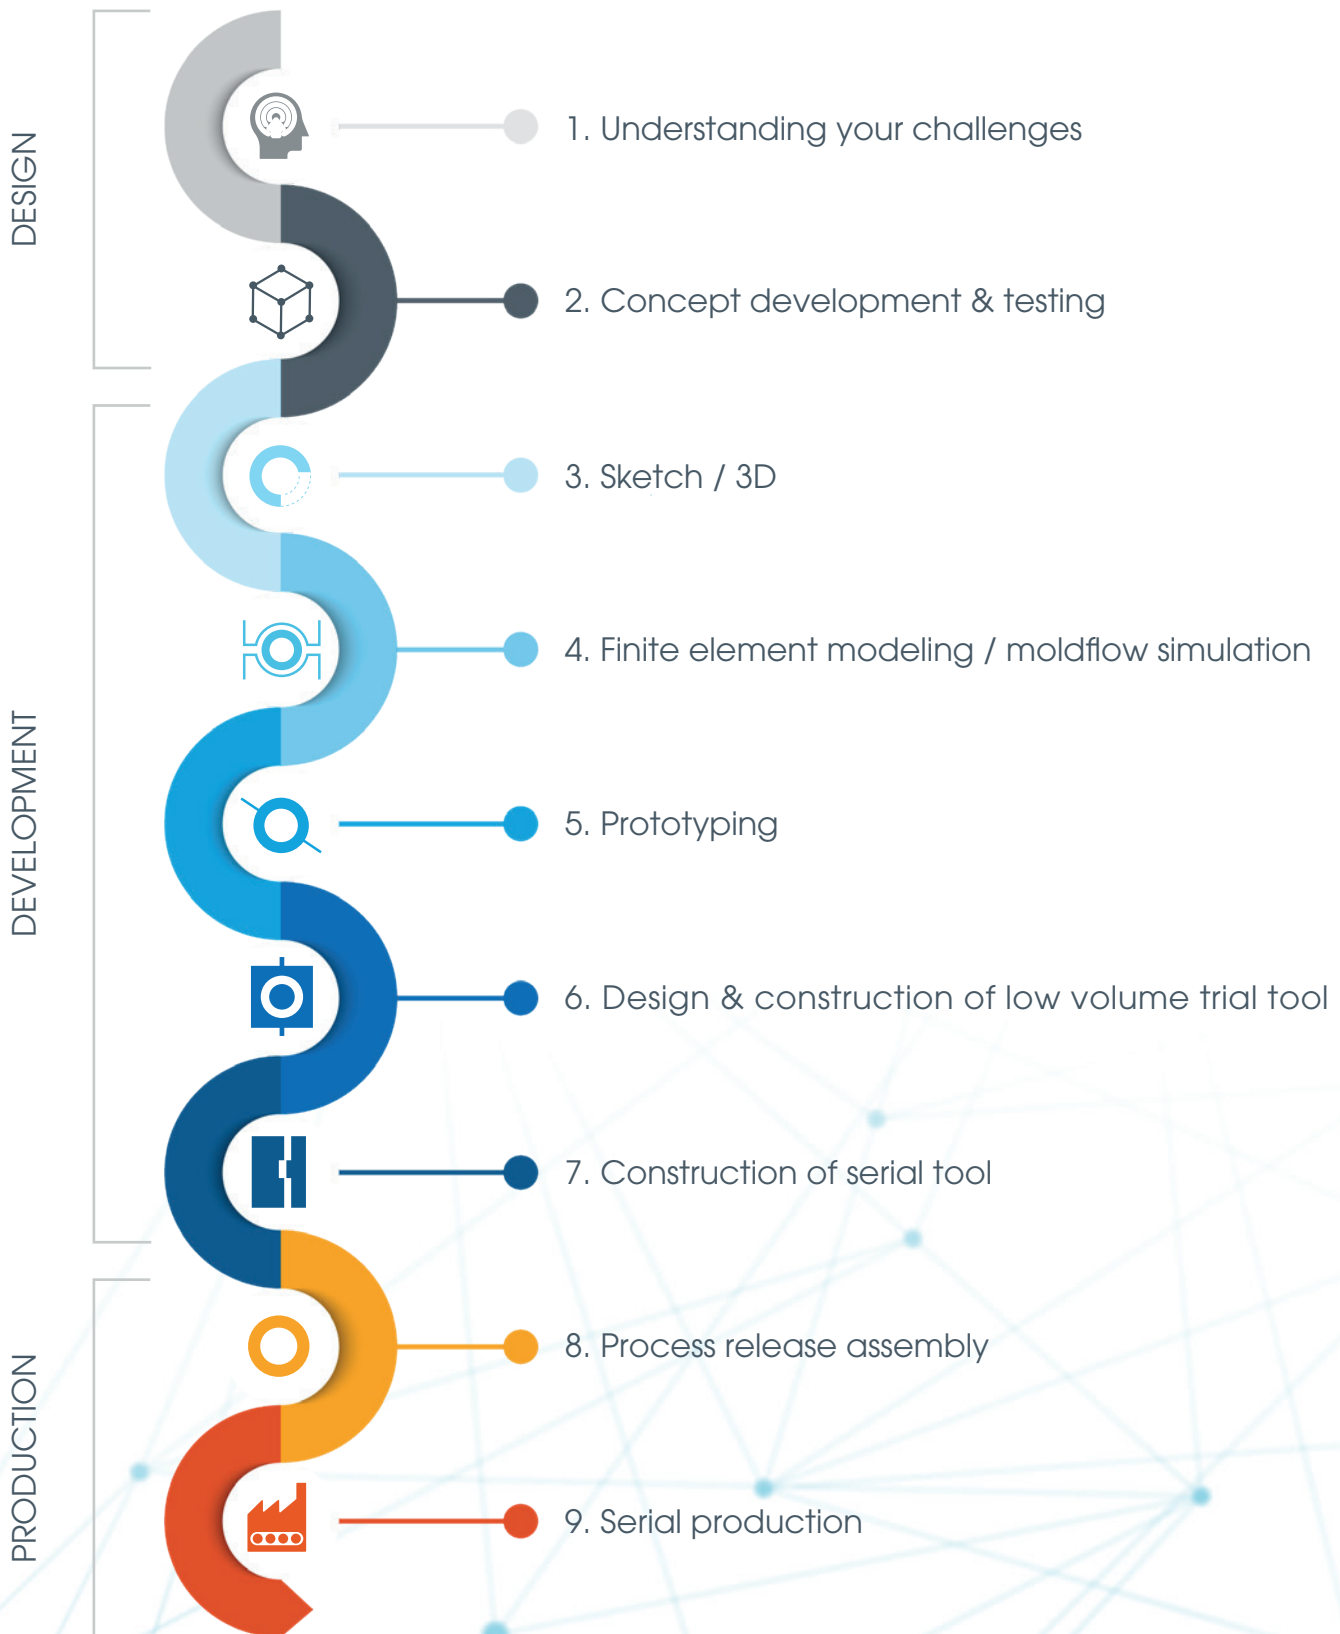 DESIGN
1. Understanding your challenges
2. Concept development & testing
DEVELOPMENT
3. Sketch / 3D
4. Finite element modeling / moldflow simulation
5. Prototyping
6. Design & construction of low volume trial tool
7. Construction of serial tool
PRODUCTION
8. Process release assembly
9. Serial production